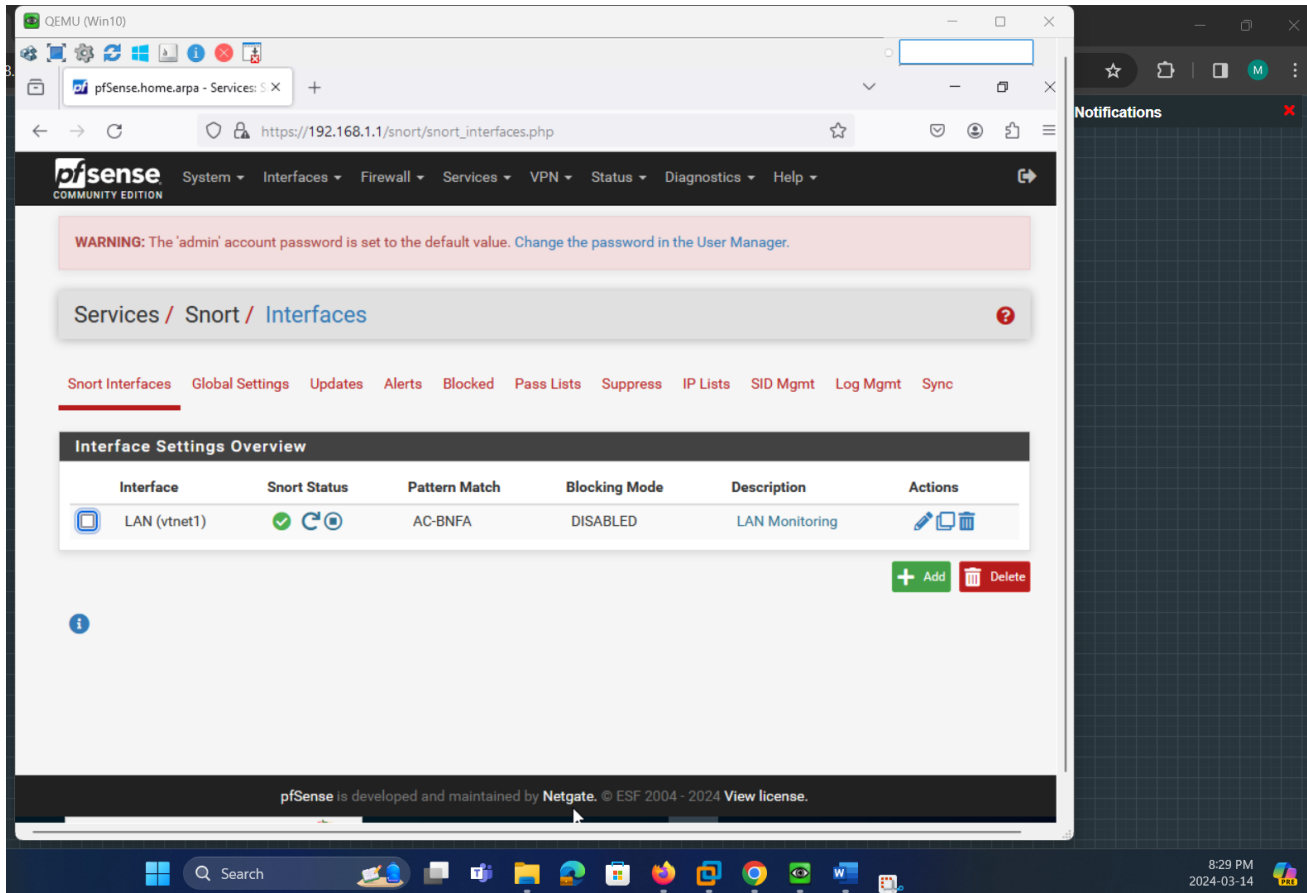 QEMU (Win10)
pfSense.home.arpa - Services: S
https://192.168.1.1/snort/snort_interfaces.php
M
Notifications
pfsense
COMMUNITY EDITION
System Interfaces Firewall Services VPN Status Diagnostics Help
WARNING: The 'admin' account password is set to the default value. Change the password in the User Manager.
Services / Snort / Interfaces
Snort Interfaces Global Settings Updates Alerts Blocked Pass Lists Suppress IP Lists SID Mgmt Log Mgmt Sync
Interface Settings Overview
Interface Snort Status Pattern Match Blocking Mode Description Actions
LAN (vtnet1) AC-BNFA DISABLED LAN Monitoring
Add Delete
pfSense is developed and maintained by Netgate. © ESF 2004 - 2024 View license.
Search
8:29 PM
2024-03-14
PRE